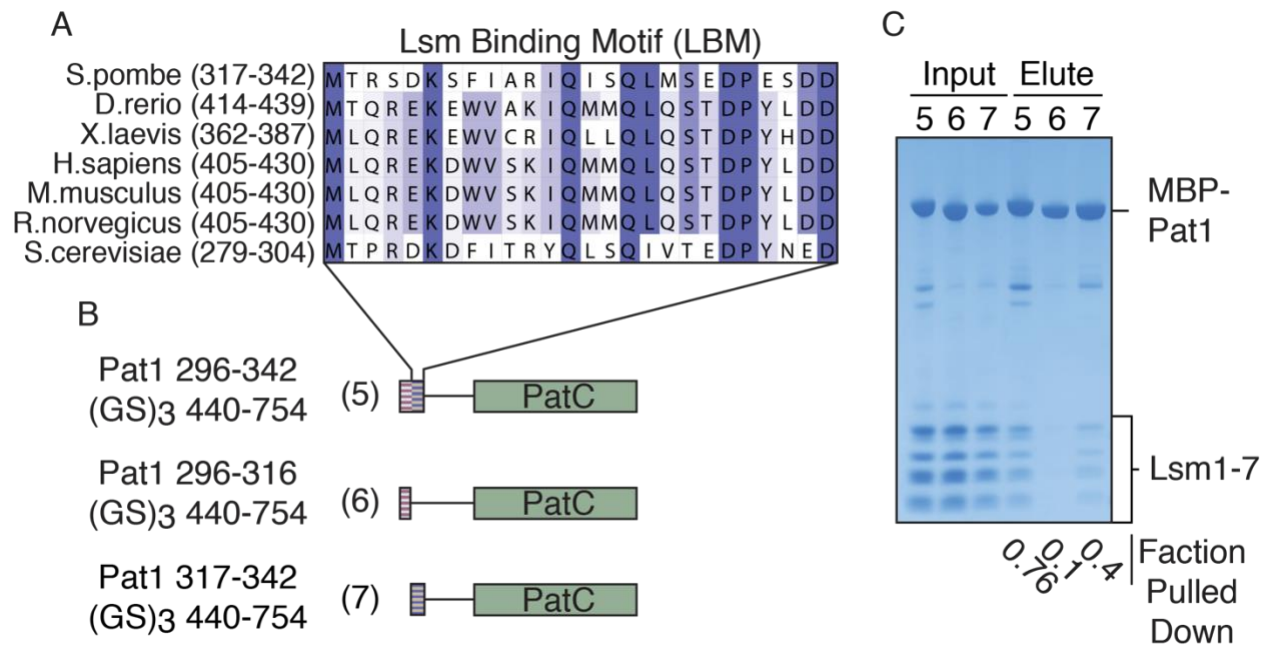 A
Lsm Binding Motif (LBM)
S.pombe (317-342) MTRSDKSFIARIQISQLMSEDPESDD
D.rerio (414-439) MTQREKEWVAKIQMMQLQSTDPYLDD
X.laevis (362-387) MLQREKEWVCRIQLLQLQSTDPYHDD
H.sapiens (405-430) MLQREKDWVSKIQMMQLQSTDPYLDD
M.musculus (405-430) MLQREKDWVSKIQMMQLQSTDPYLDD
R.norvegicus (405-430) MLQREKDWVSKIQMMQLQSTDPYLDD
S.cerevisiae (279-304) MTPRDKDFITRYQLSQIVTEDPYNED
B
Pat1 296-342
(GS)3 440-754
(5)
PatC
Pat1 296-316
(GS)3 440-754
(6)
PatC
Pat1 317-342
(GS)3 440-754
(7)
PatC
C
Input Elute
5 6 7 5 6 7
MBP-
Pat1
Lsm1-7
0.76 0.1 0.4
Faction
Pulled
Down